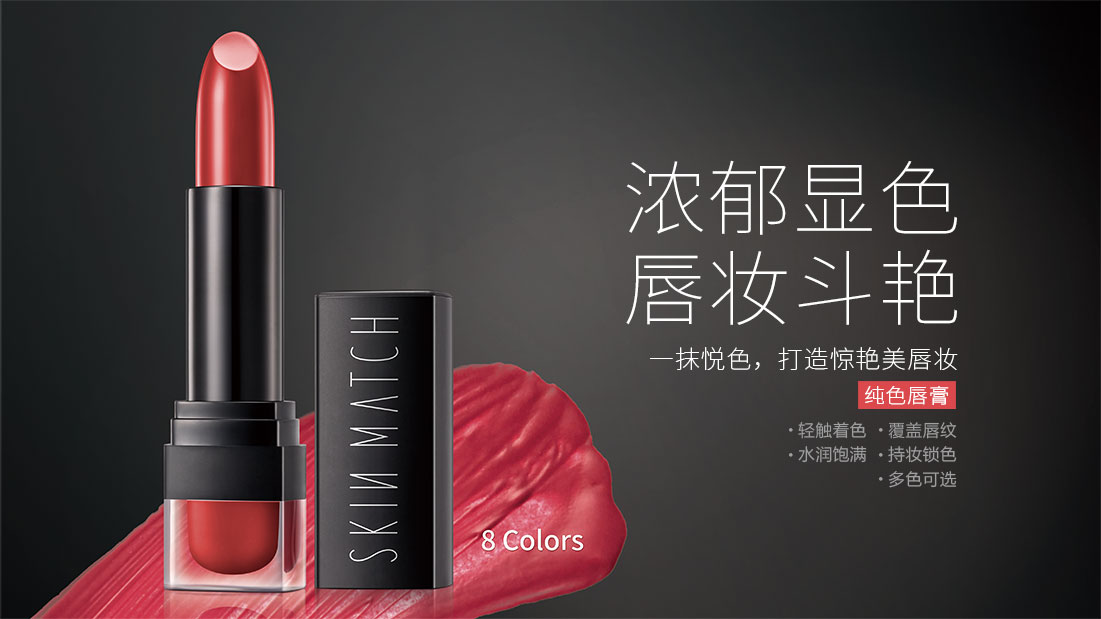 浓郁显色
唇妆斗艳
一抹悦色，打造惊艳美唇妆
纯色唇膏
·轻触着色 ·覆盖唇纹
·水润饱满 ·持妆锁色
·多色可选
SKIN MATCH
8 Colors